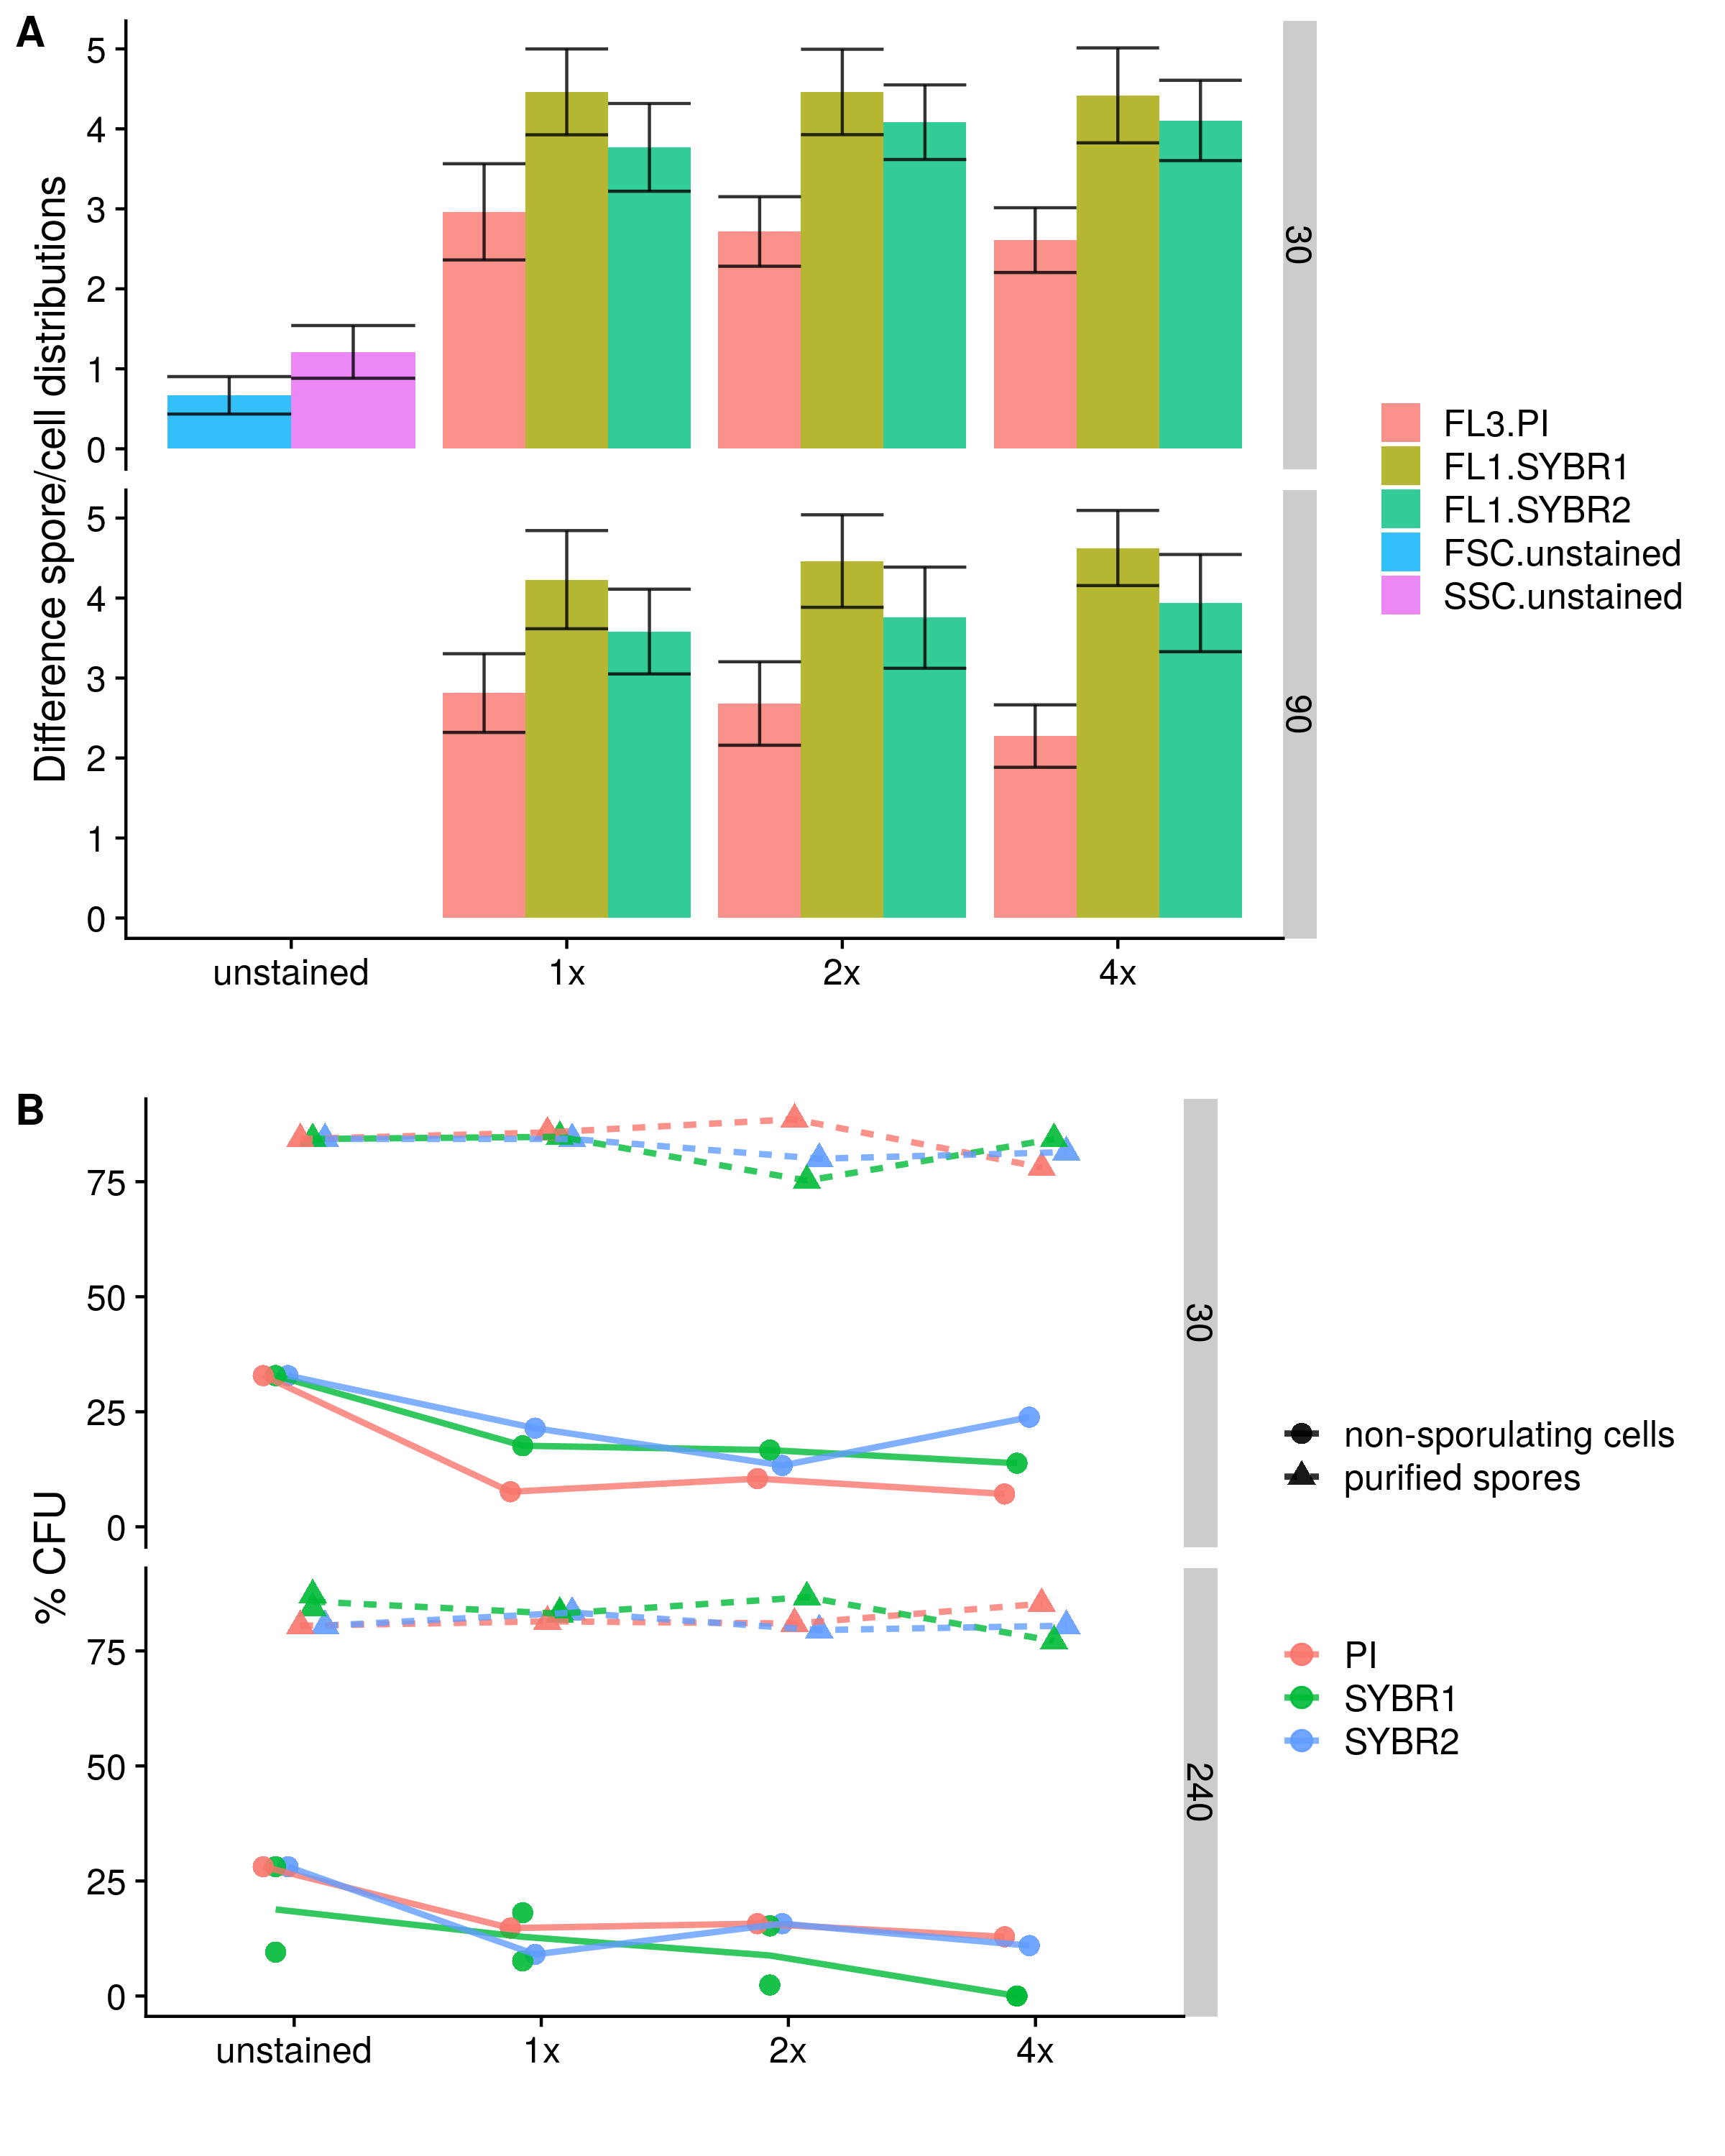 A
Difference spore/cell distributions
5
4
3
2
1
0
30
5
4
3
2
1
0
90
unstained 1x 2x 4x
FL3.PI
FL1.SYBR1
FL1.SYBR2
FSC.unstained
SSC.unstained
B
% CFU
75
50
25
0
30
75
50
25
0
240
unstained 1x 2x 4x
non-sporulating cells
purified spores
PI
SYBR1
SYBR2